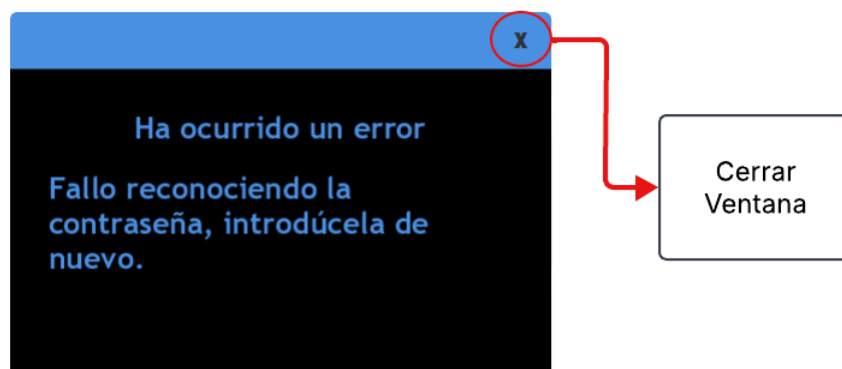 X
Ha ocurrido un error
Fallo reconociendo la
contraseña, introdúcela de
nuevo.
Cerrar
Ventana